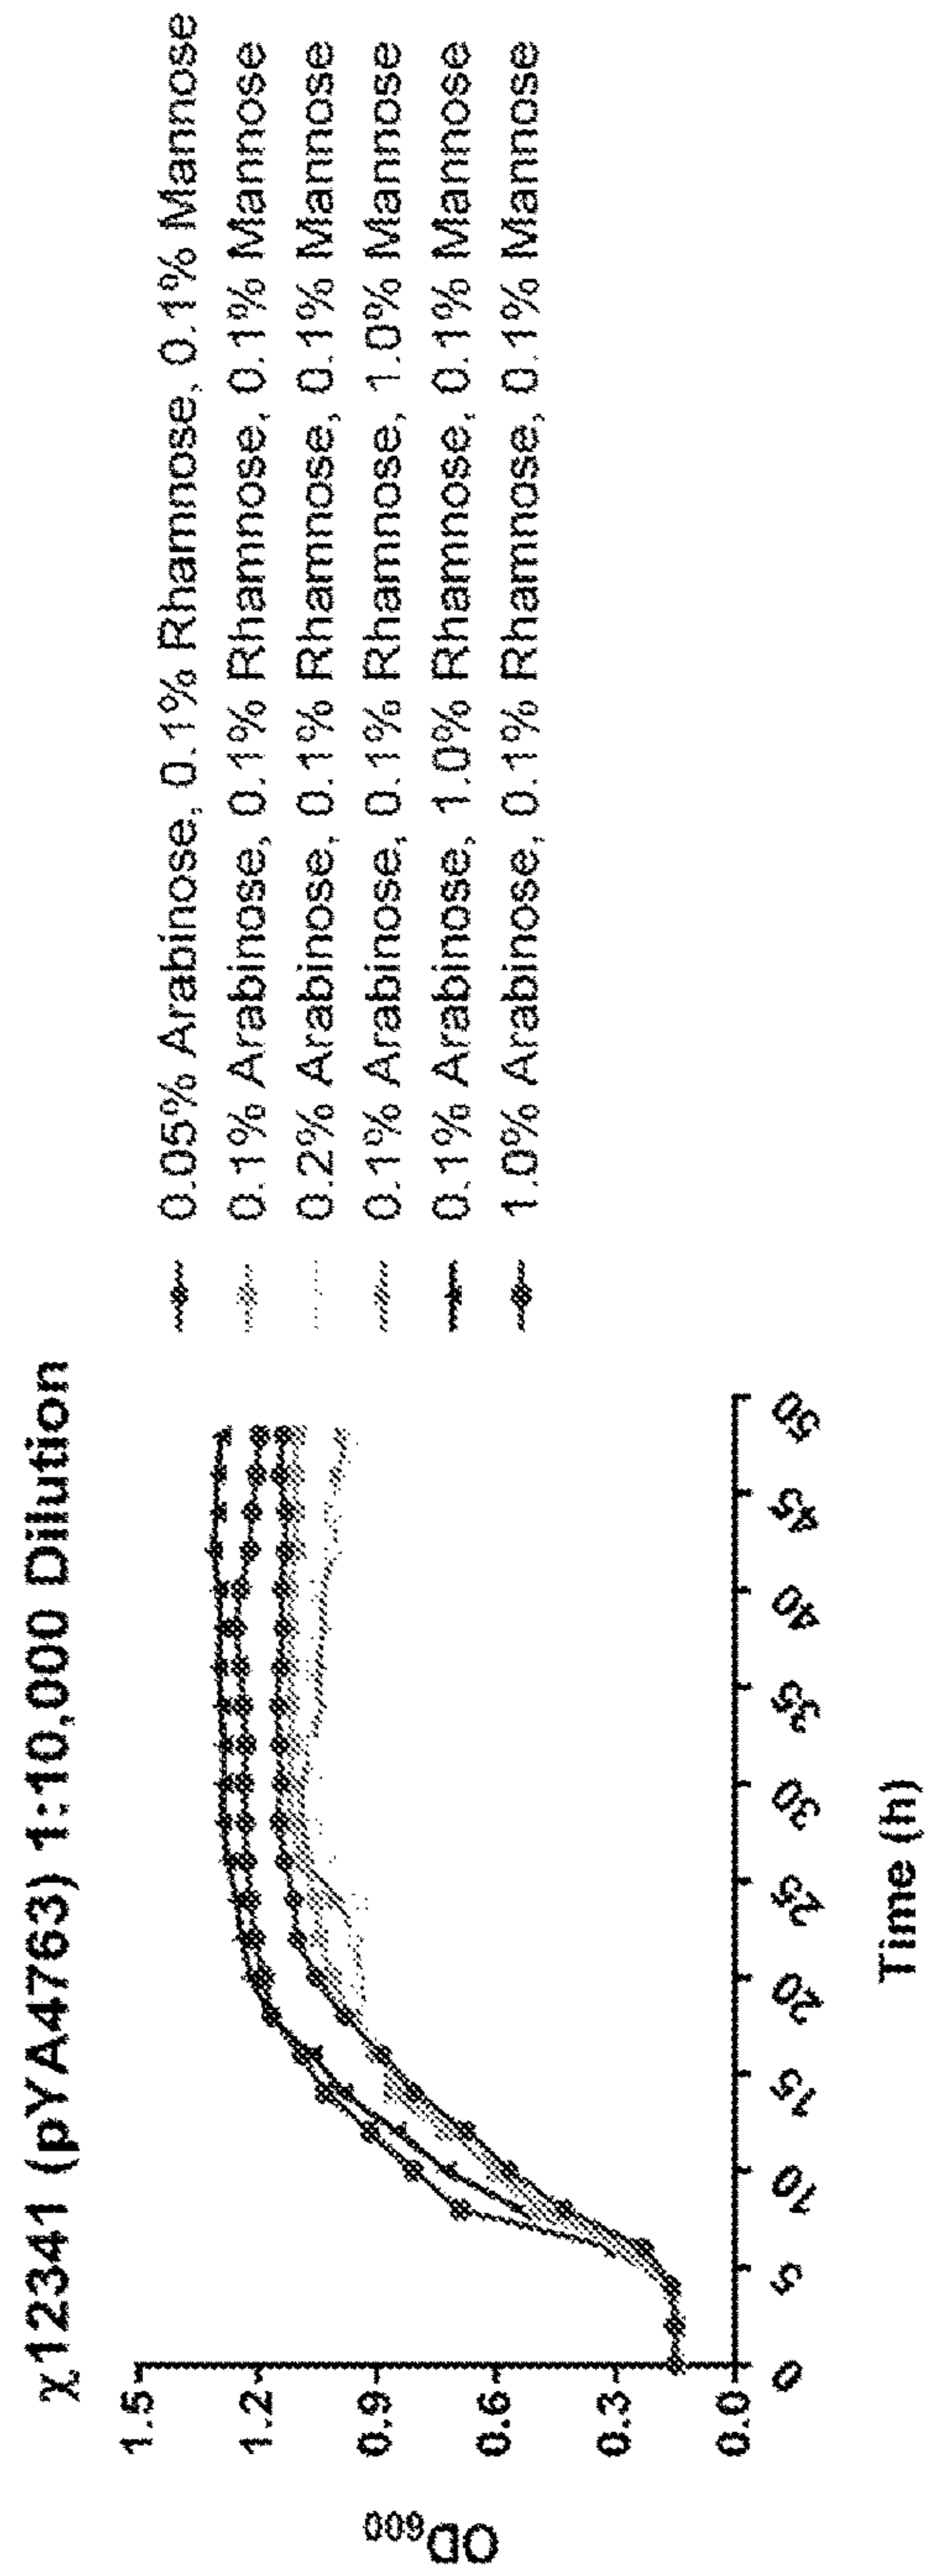 χ12341 (pYA4763) 1:10,000 Dilution
OD600
1.5
1.2
0.9
0.6
0.3
0.0
0 5 10 15 20 25 30 35 40 45 50
Time (h)
0.05% Arabinose, 0.1% Rhamnose, 0.1% Mannose
0.1% Arabinose, 0.1% Rhamnose, 0.1% Mannose
0.2% Arabinose, 0.1% Rhamnose, 0.1% Mannose
0.1% Arabinose, 0.1% Rhamnose, 1.0% Mannose
0.1% Arabinose, 1.0% Rhamnose, 0.1% Mannose
1.0% Arabinose, 0.1% Rhamnose, 0.1% Mannose